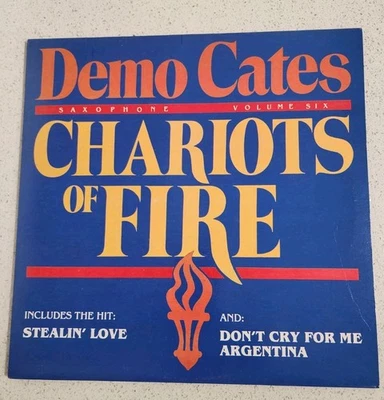 Demo Cates
SAXOPHONE VOLUME SIX
CHARIOTS
OF FIRE
INCLUDES THE HIT:
STEALIN' LOVE
AND:
DON'T CRY FOR ME
ARGENTINA